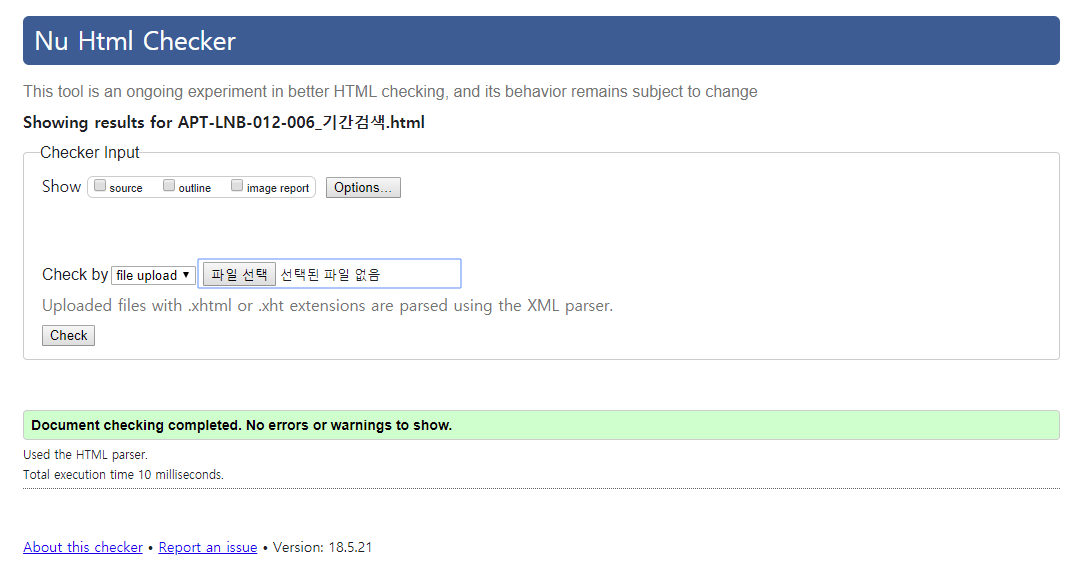 Nu Html Checker
This tool is an ongoing experiment in better HTML checking, and its behavior remains subject to change
Showing results for APT-LNB-012-006_기간검색.html
Checker Input
Show source outline image report Options...
Check by file upload ▼ 파일 선택 선택된 파일 없음
Uploaded files with .xhtml or .xht extensions are parsed using the XML parser.
Check
Document checking completed. No errors or warnings to show.
Used the HTML parser.
Total execution time 10 milliseconds.
About this checker • Report an issue • Version: 18.5.21